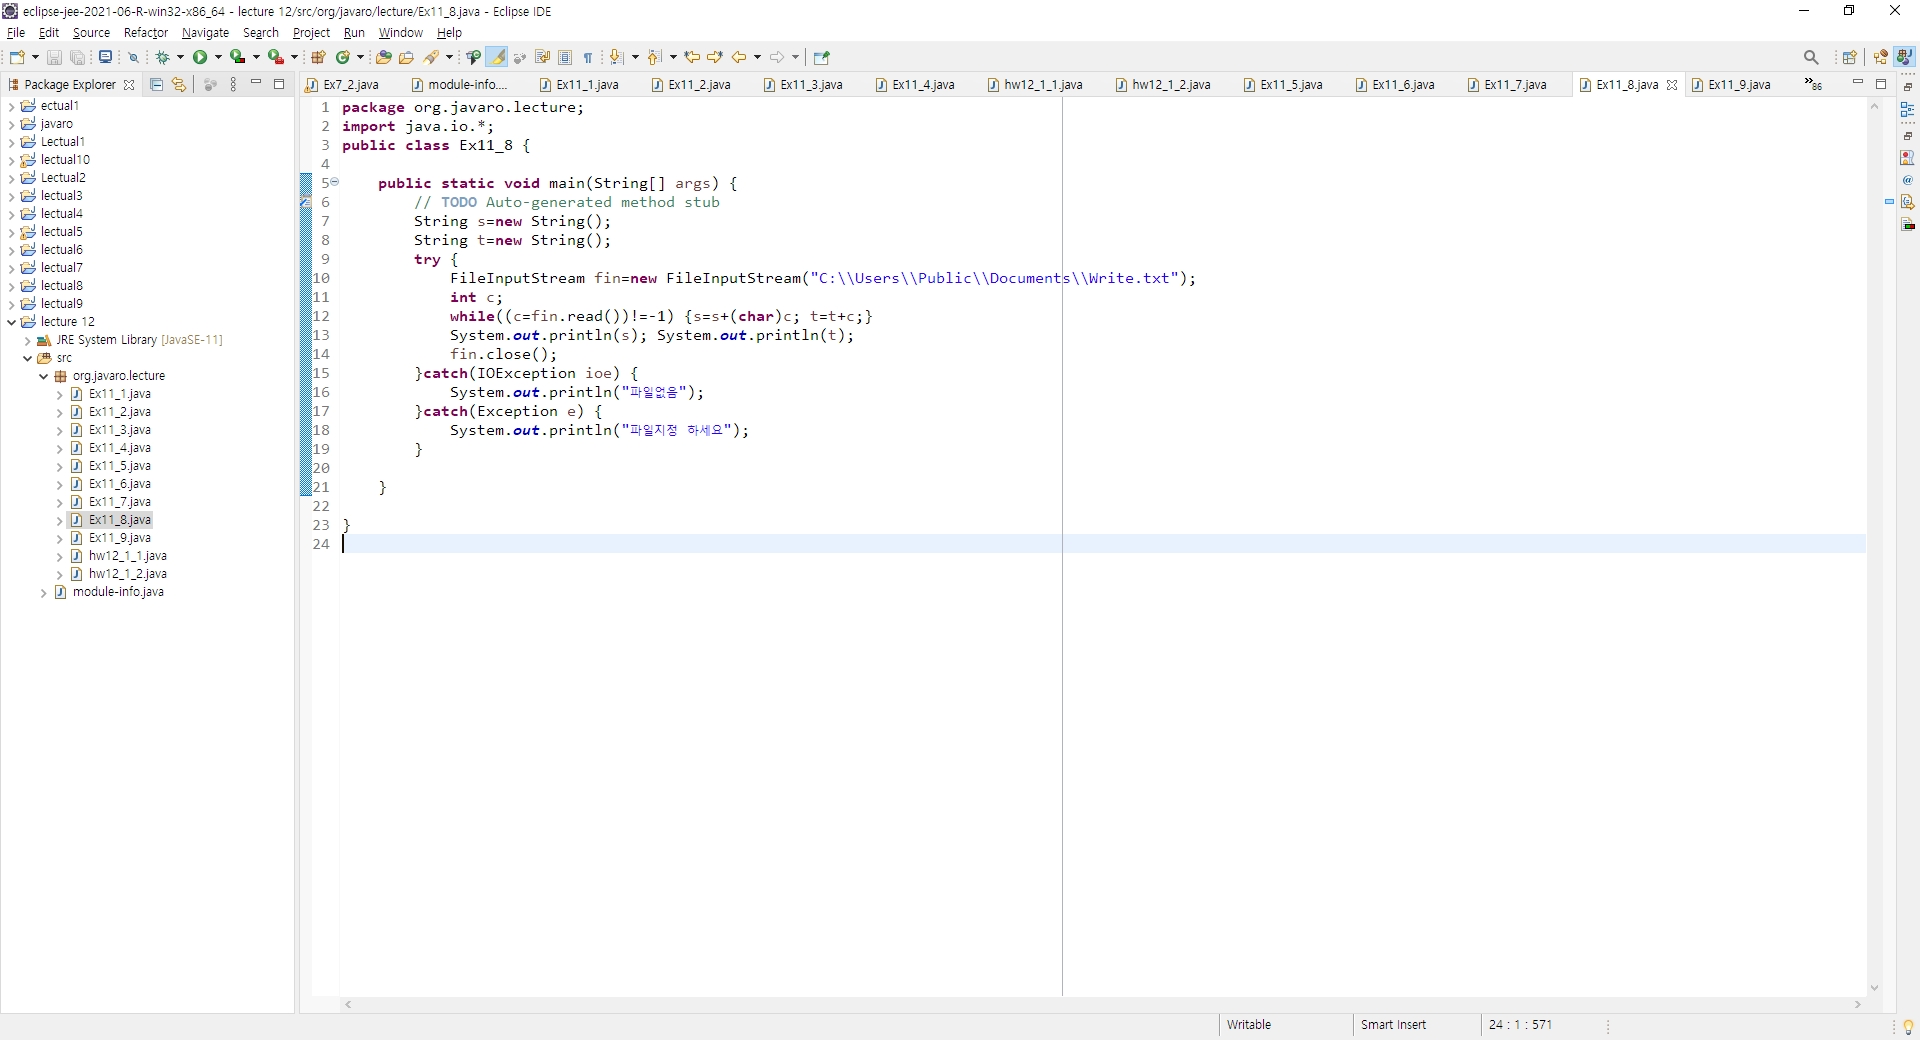 eclipse-jee-2021-06-R-win32-x86_64 - lecture 12/src/org/javaro/lecture/Ex11_8.java - Eclipse IDE
File Edit Source Refactor Navigate Search Project Run Window Help
Package Explorer
ectual1
javaro
Lectual1
lectual10
Lectual2
lectual3
lectual4
lectual5
lectual6
lectual7
lectual8
lectual9
lecture 12
JRE System Library [JavaSE-11]
src
org.javaro.lecture
Ex11_1.java
Ex11_2.java
Ex11_3.java
Ex11_4.java
Ex11_5.java
Ex11_6.java
Ex11_7.java
Ex11_8.java
Ex11_9.java
hw12_1_1.java
hw12_1_2.java
module-info.java
Ex7_2.java module-info.... Ex11_1.java Ex11_2.java Ex11_3.java Ex11_4.java hw12_1_1.java hw12_1_2.java Ex11_5.java Ex11_6.java Ex11_7.java Ex11_8.java Ex11_9.java »86
1 package org.javaro.lecture;
2 import java.io.*;
3 public class Ex11_8 {
4
5 public static void main(String[] args) {
6 // TODO Auto-generated method stub
7 String s=new String();
8 String t=new String();
9 try {
10 FileInputStream fin=new FileInputStream("C:\\Users\\Public\\Documents\\Write.txt");
11 int c;
12 while((c=fin.read())!=-1) {s=s+(char)c; t=t+c;}
13 System.out.println(s); System.out.println(t);
14 fin.close();
15 }catch(IOException ioe) {
16 System.out.println("파일없음");
17 }catch(Exception e) {
18 System.out.println("파일지정 하세요");
19 }
20
21 }
22
23 }
24
Writable Smart Insert 24 : 1 : 571